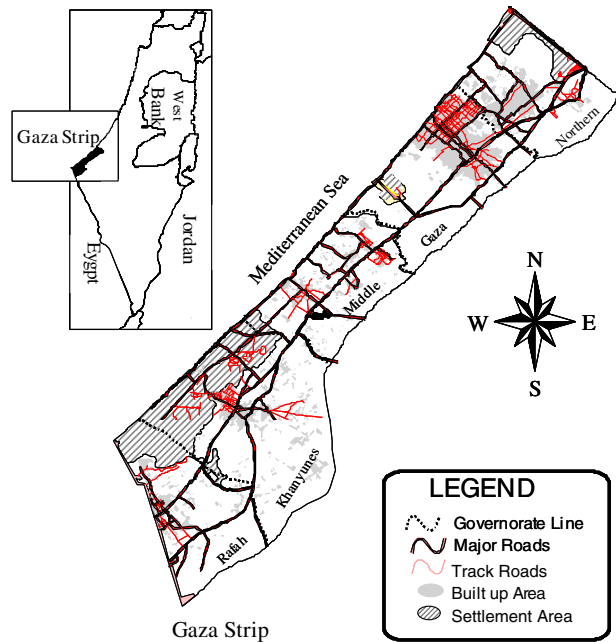 West
Bank
Gaza Strip
Jordan
Eygpt
Mediterranean Sea
Northern
Gaza
Middle
Khanyunes
Rafah
N
W
E
S
Gaza Strip
LEGEND
Governorate Line
Major Roads
Track Roads
Built up Area
Settlement Area